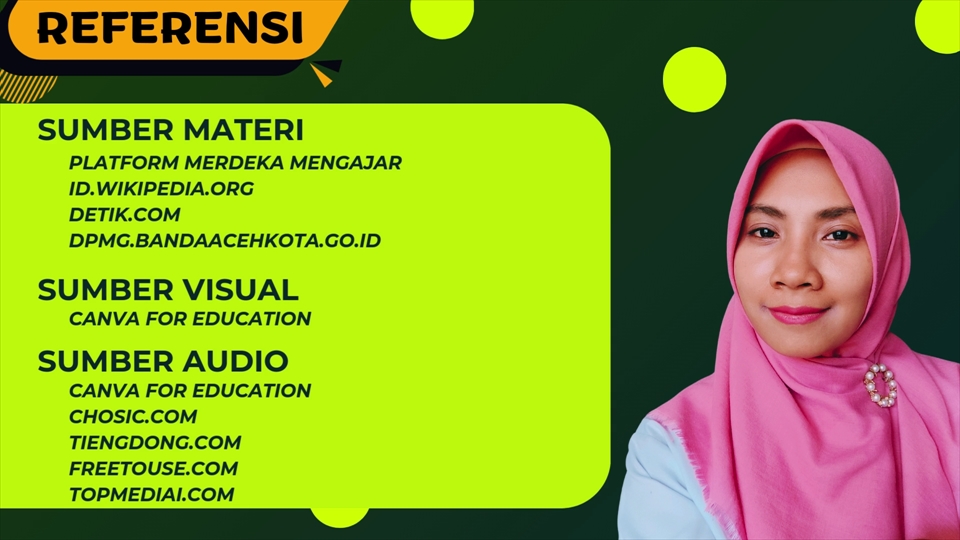 REFERENSI
SUMBER MATERI
PLATFORM MERDEKA MENGAJAR
ID.WIKIPEDIA.ORG
DETIK.COM
DPMG.BANDAACEHKOTA.GO.ID
SUMBER VISUAL
CANVA FOR EDUCATION
SUMBER AUDIO
CANVA FOR EDUCATION
CHOSIC.COM
TIENGDONG.COM
FREETOUSE.COM
TOPMEDIAI.COM